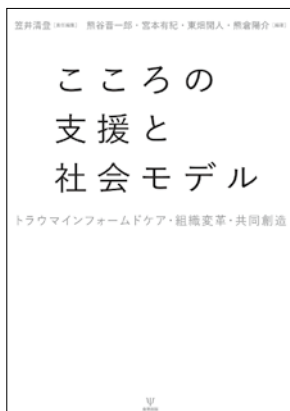 笠井清登［責任編集］ 熊谷晋一郎・宮本有紀・東畑開人・熊倉陽介［編著］
こころの
支援と
社会モデル
トラウマインフォームドケア・組織変革・共同創造